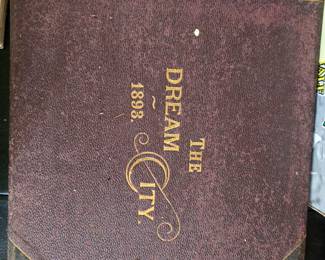 THE
DREAM
CITY.
~
1893.